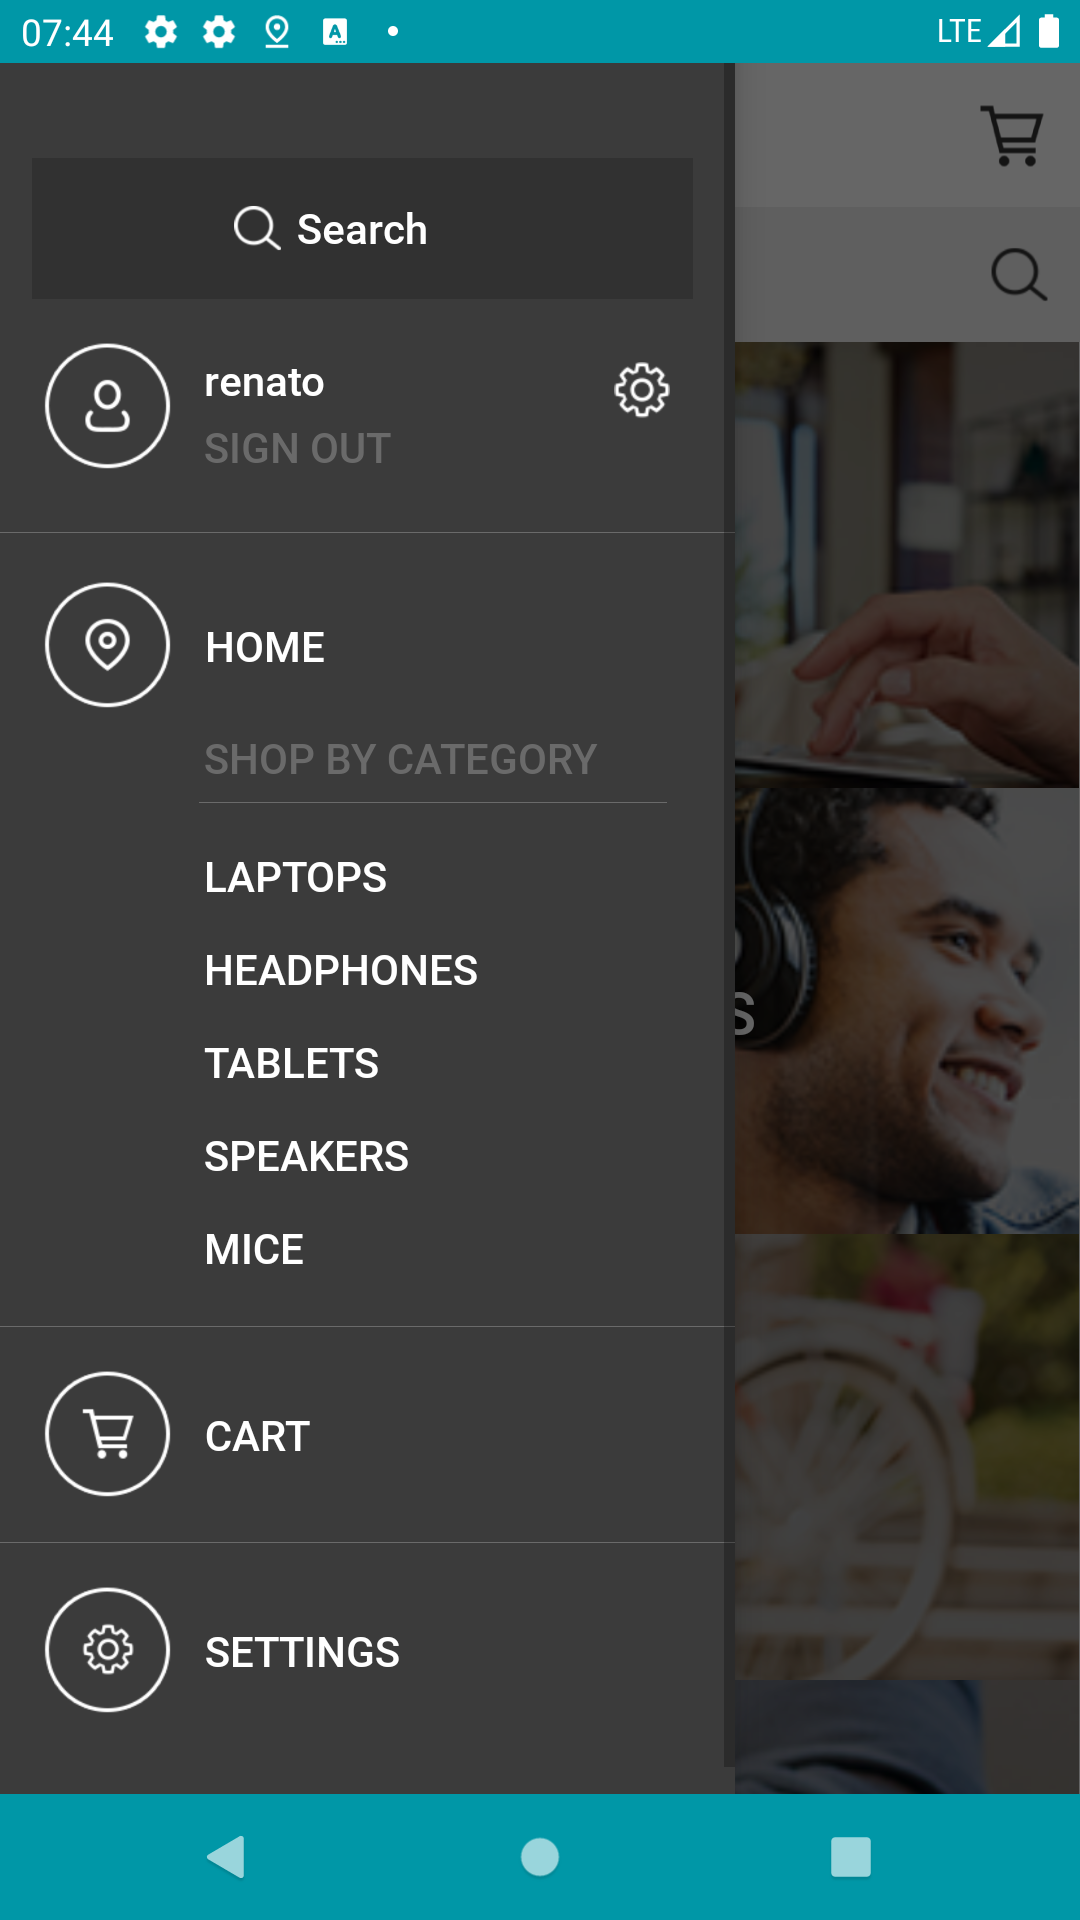 07:44
LTE
Search
renato
SIGN OUT
HOME
SHOP BY CATEGORY
LAPTOPS
HEADPHONES
S
TABLETS
SPEAKERS
MICE
CART
SETTINGS